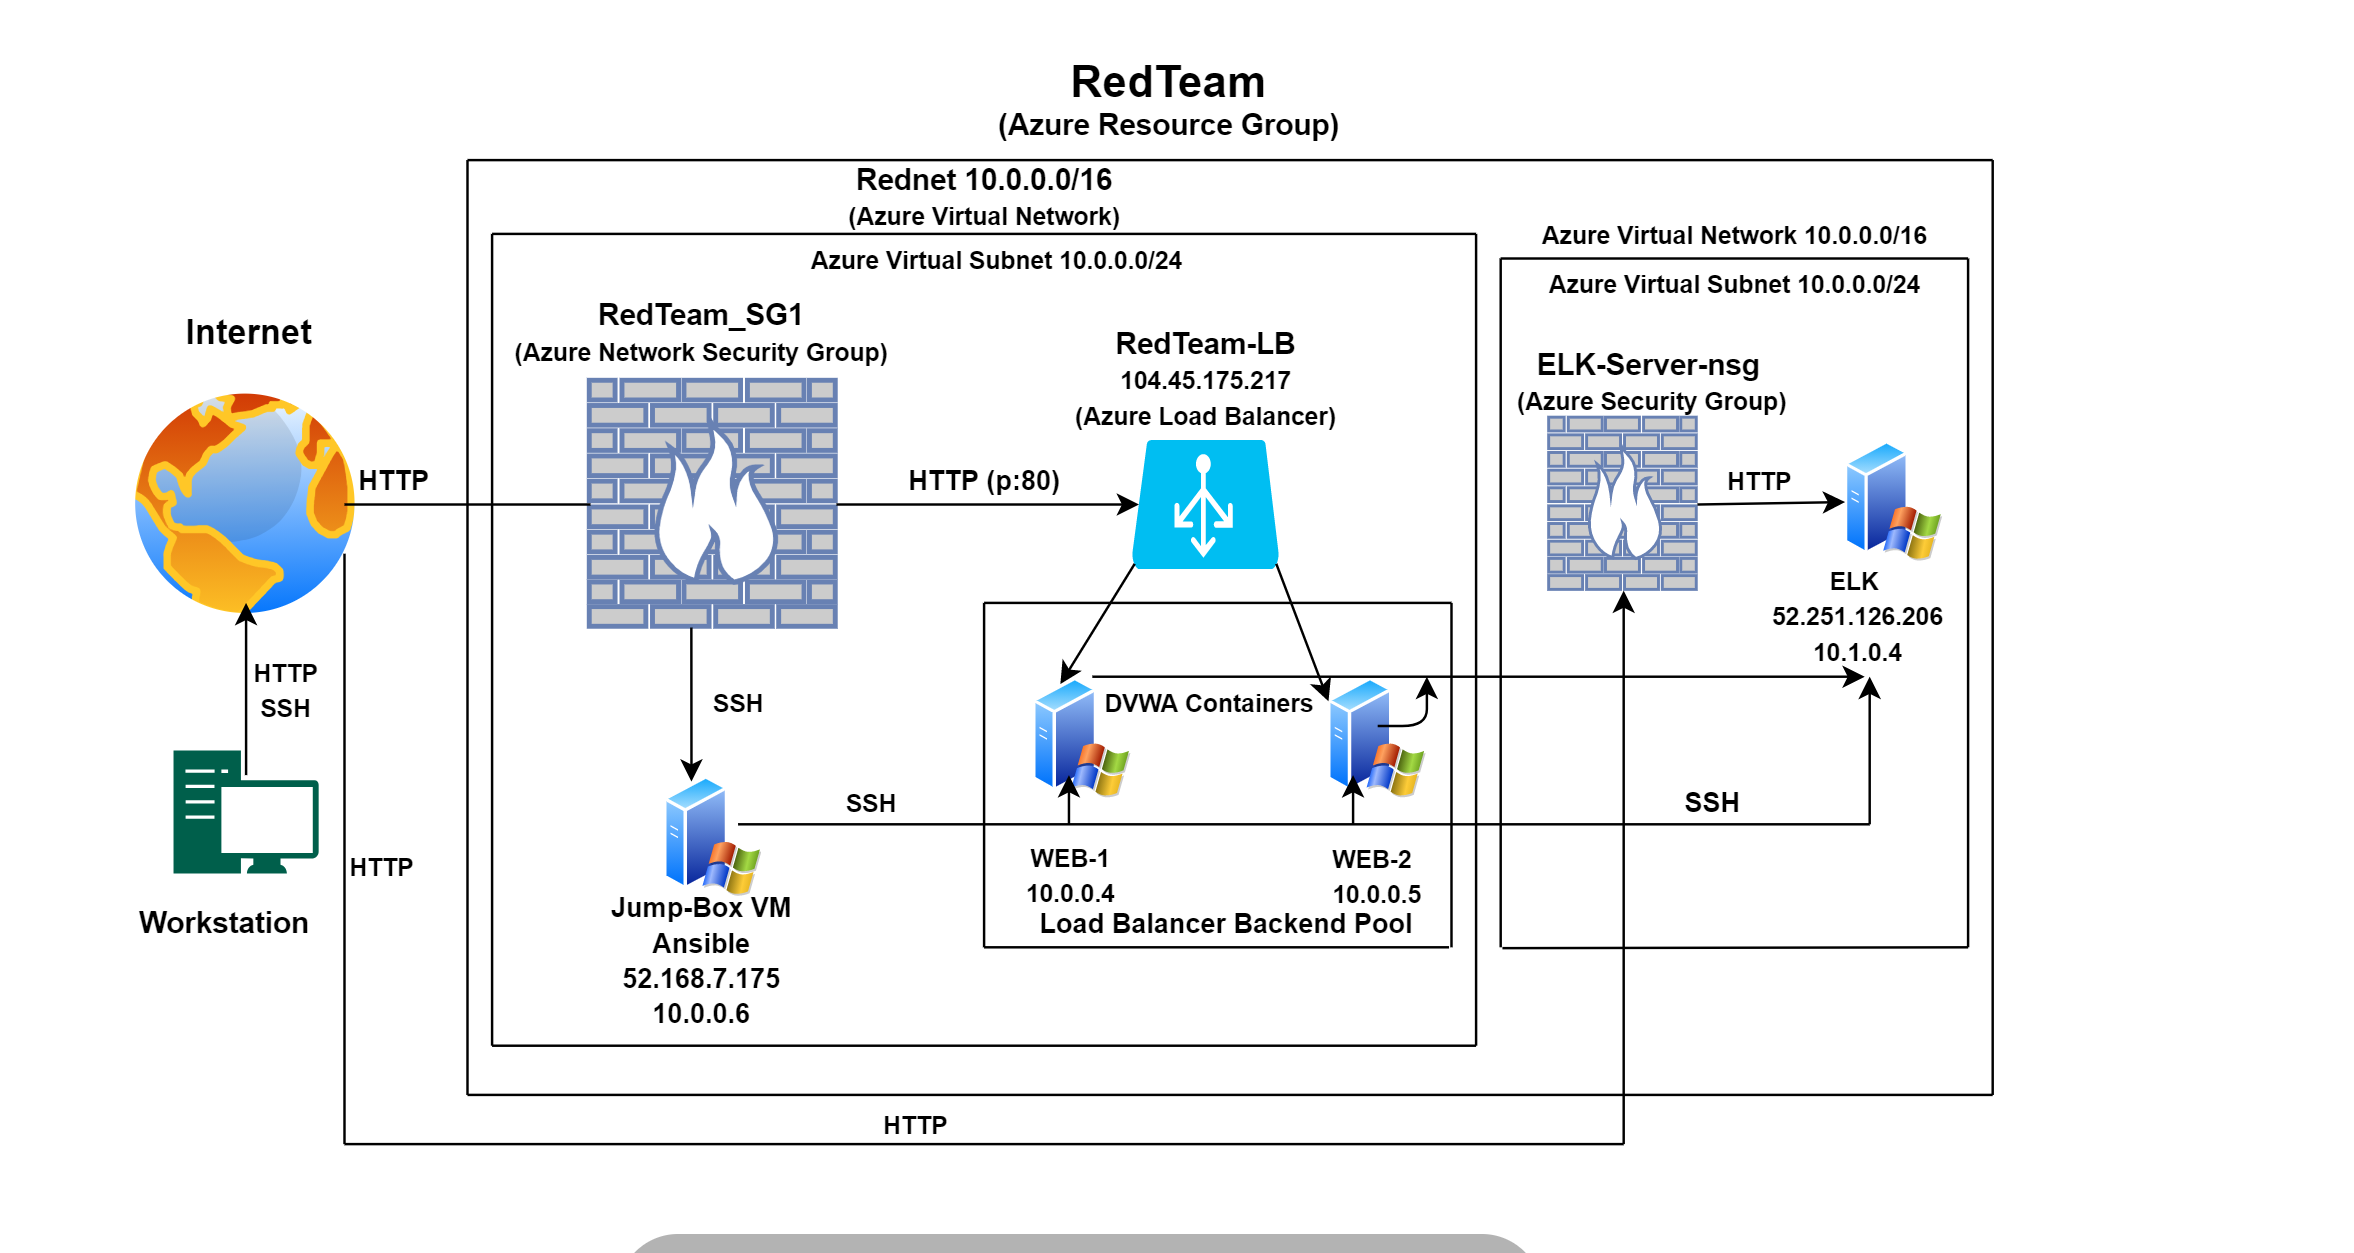 RedTeam
(Azure Resource Group)
Rednet 10.0.0.0/16
(Azure Virtual Network)
Azure Virtual Subnet 10.0.0.0/24
Azure Virtual Network 10.0.0.0/16
Azure Virtual Subnet 10.0.0.0/24
Internet
RedTeam_SG1
(Azure Network Security Group)
RedTeam-LB
104.45.175.217
(Azure Load Balancer)
ELK-Server-nsg
(Azure Security Group)
HTTP
HTTP (p:80)
HTTP
ELK
52.251.126.206
10.1.0.4
HTTP
SSH
SSH
DVWA Containers
SSH
SSH
HTTP
WEB-1
10.0.0.4
WEB-2
10.0.0.5
Load Balancer Backend Pool
Workstation
Jump-Box VM
Ansible
52.168.7.175
10.0.0.6
HTTP